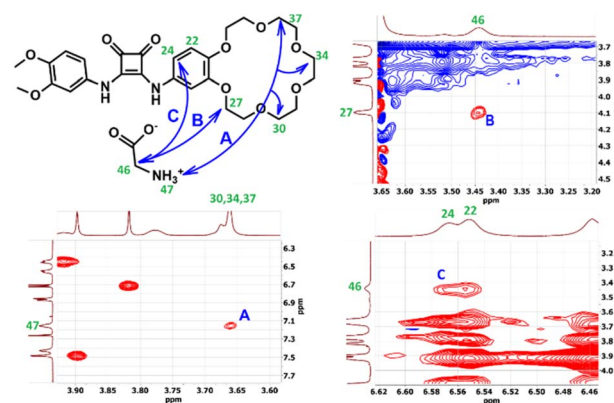 37
22
24
34
27
30
O
O
O
O
O
O
O
O
O
O
N
H
N
H
C
B
A
O
O⁻
46
NH₃⁺
47
46
27
B
3.7
3.8
3.9
4.0
4.1
4.2
4.3
4.4
4.5
ppm
3.65 3.60 3.55 3.50 3.45 3.40 3.35 3.30 3.25 3.20
ppm
30,34,37
47
A
6.3
6.5
6.7
6.9
7.1
7.3
7.5
7.7
ppm
3.90 3.85 3.80 3.75 3.70 3.65 3.60
ppm
24 22
46
C
3.3
3.4
3.5
3.6
3.7
3.8
3.9
4.0
ppm
6.62 6.60 6.58 6.56 6.54 6.52 6.50 6.48 6.46
ppm